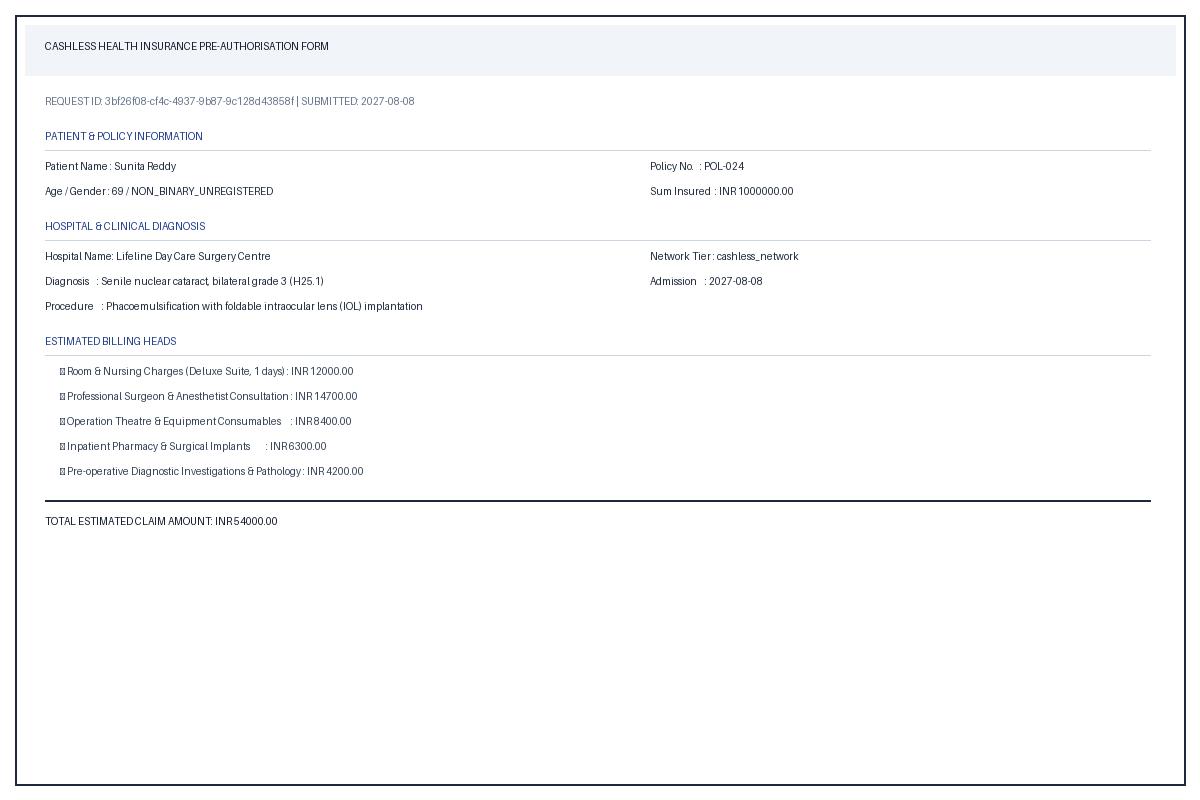 CASHLESS HEALTH INSURANCE PRE-AUTHORISATION FORM
REQUEST ID: 3bf26f08-cf4c-4937-9b87-9c128d43858f | SUBMITTED: 2027-08-08
PATIENT & POLICY INFORMATION
Patient Name : Sunita Reddy Policy No. : POL-024
Age / Gender : 69 / NON_BINARY_UNREGISTERED Sum Insured : INR 1000000.00
HOSPITAL & CLINICAL DIAGNOSIS
Hospital Name: Lifeline Day Care Surgery Centre Network Tier : cashless_network
Diagnosis : Senile nuclear cataract, bilateral grade 3 (H25.1) Admission : 2027-08-08
Procedure : Phacoemulsification with foldable intraocular lens (IOL) implantation
ESTIMATED BILLING HEADS
Room & Nursing Charges (Deluxe Suite, 1 days) : INR 12000.00
Professional Surgeon & Anesthetist Consultation : INR 14700.00
Operation Theatre & Equipment Consumables : INR 8400.00
Inpatient Pharmacy & Surgical Implants : INR 6300.00
Pre-operative Diagnostic Investigations & Pathology : INR 4200.00
TOTAL ESTIMATED CLAIM AMOUNT: INR 54000.00